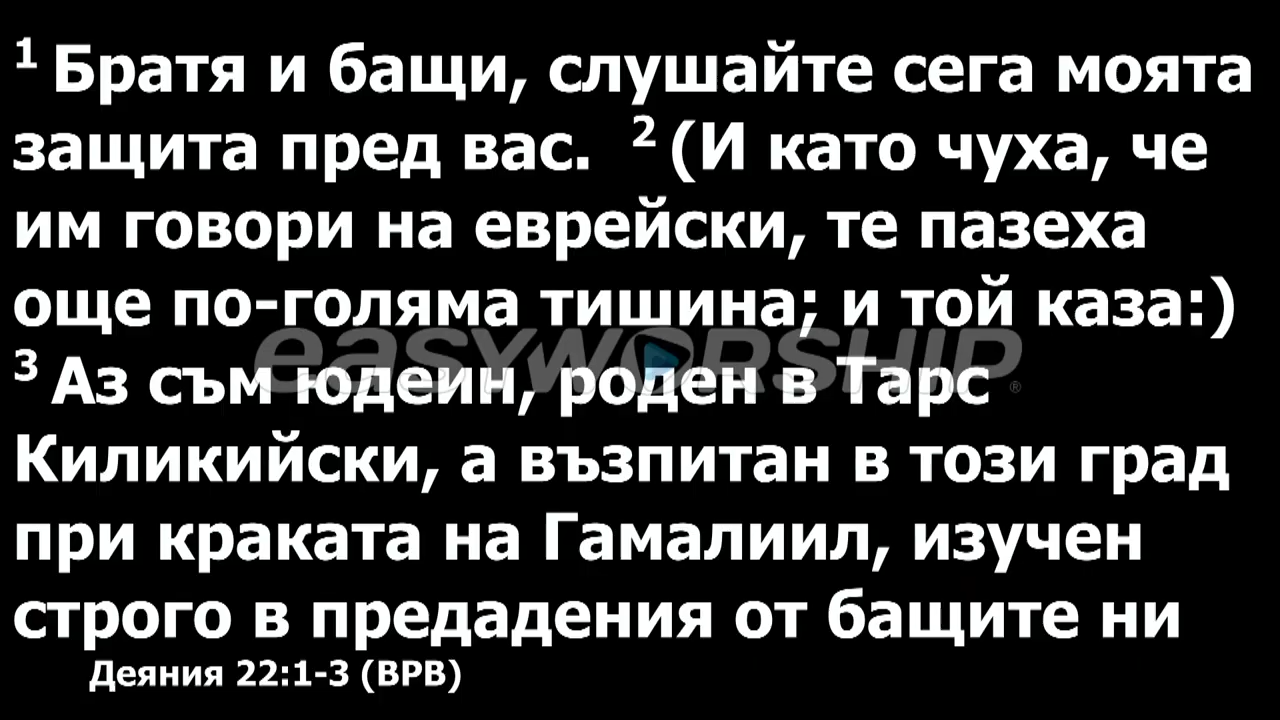 1 Братя и бащи, слушайте сега моята
защита пред вас. 2 (И като чуха, че
им говори на еврейски, те пазеха
още по-голяма тишина; и той каза:)
easyworship®
3 Аз съм юдеин, роден в Тарс
Киликийски, а възпитан в този град
при краката на Гамалиил, изучен
строго в предадения от бащите ни
Деяния 22:1-3 (ВРВ)